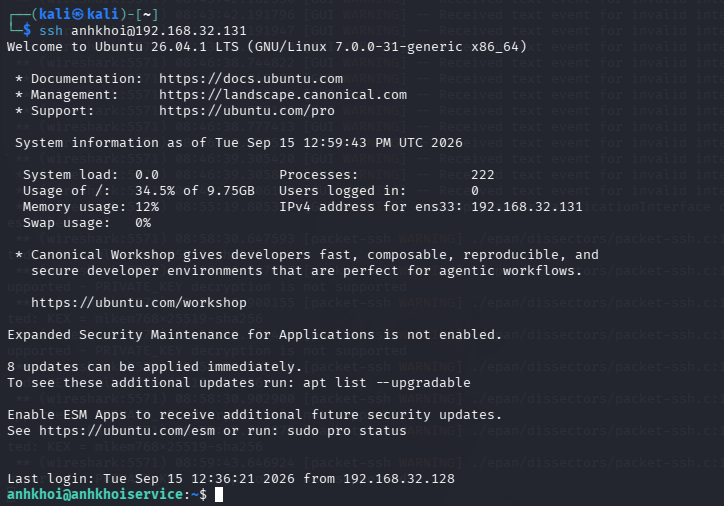 ┌──(kali㉿kali)-[~]
└─$ ssh anhkhoi@192.168.32.131
Welcome to Ubuntu 26.04.1 LTS (GNU/Linux 7.0.0-31-generic x86_64)

 * Documentation:  https://docs.ubuntu.com
 * Management:     https://landscape.canonical.com
 * Support:        https://ubuntu.com/pro

 System information as of Tue Sep 15 12:59:43 PM UTC 2026

  System load:  0.0               Processes:              222
  Usage of /:   34.5% of 9.75GB   Users logged in:        0
  Memory usage: 12%               IPv4 address for ens33: 192.168.32.131
  Swap usage:   0%

 * Canonical Workshop gives developers fast, composable, reproducible, and
   secure developer environments that are perfect for agentic workflows.

   https://ubuntu.com/workshop

Expanded Security Maintenance for Applications is not enabled.

8 updates can be applied immediately.
To see these additional updates run: apt list --upgradable

Enable ESM Apps to receive additional future security updates.
See https://ubuntu.com/esm or run: sudo pro status


Last login: Tue Sep 15 12:36:21 2026 from 192.168.32.128
anhkhoi@anhkhoiservice:~$